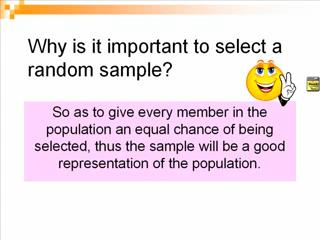 Why is it important to select a
random sample?
So as to give every member in the
population an equal chance of being
selected, thus the sample will be a good
representation of the population.